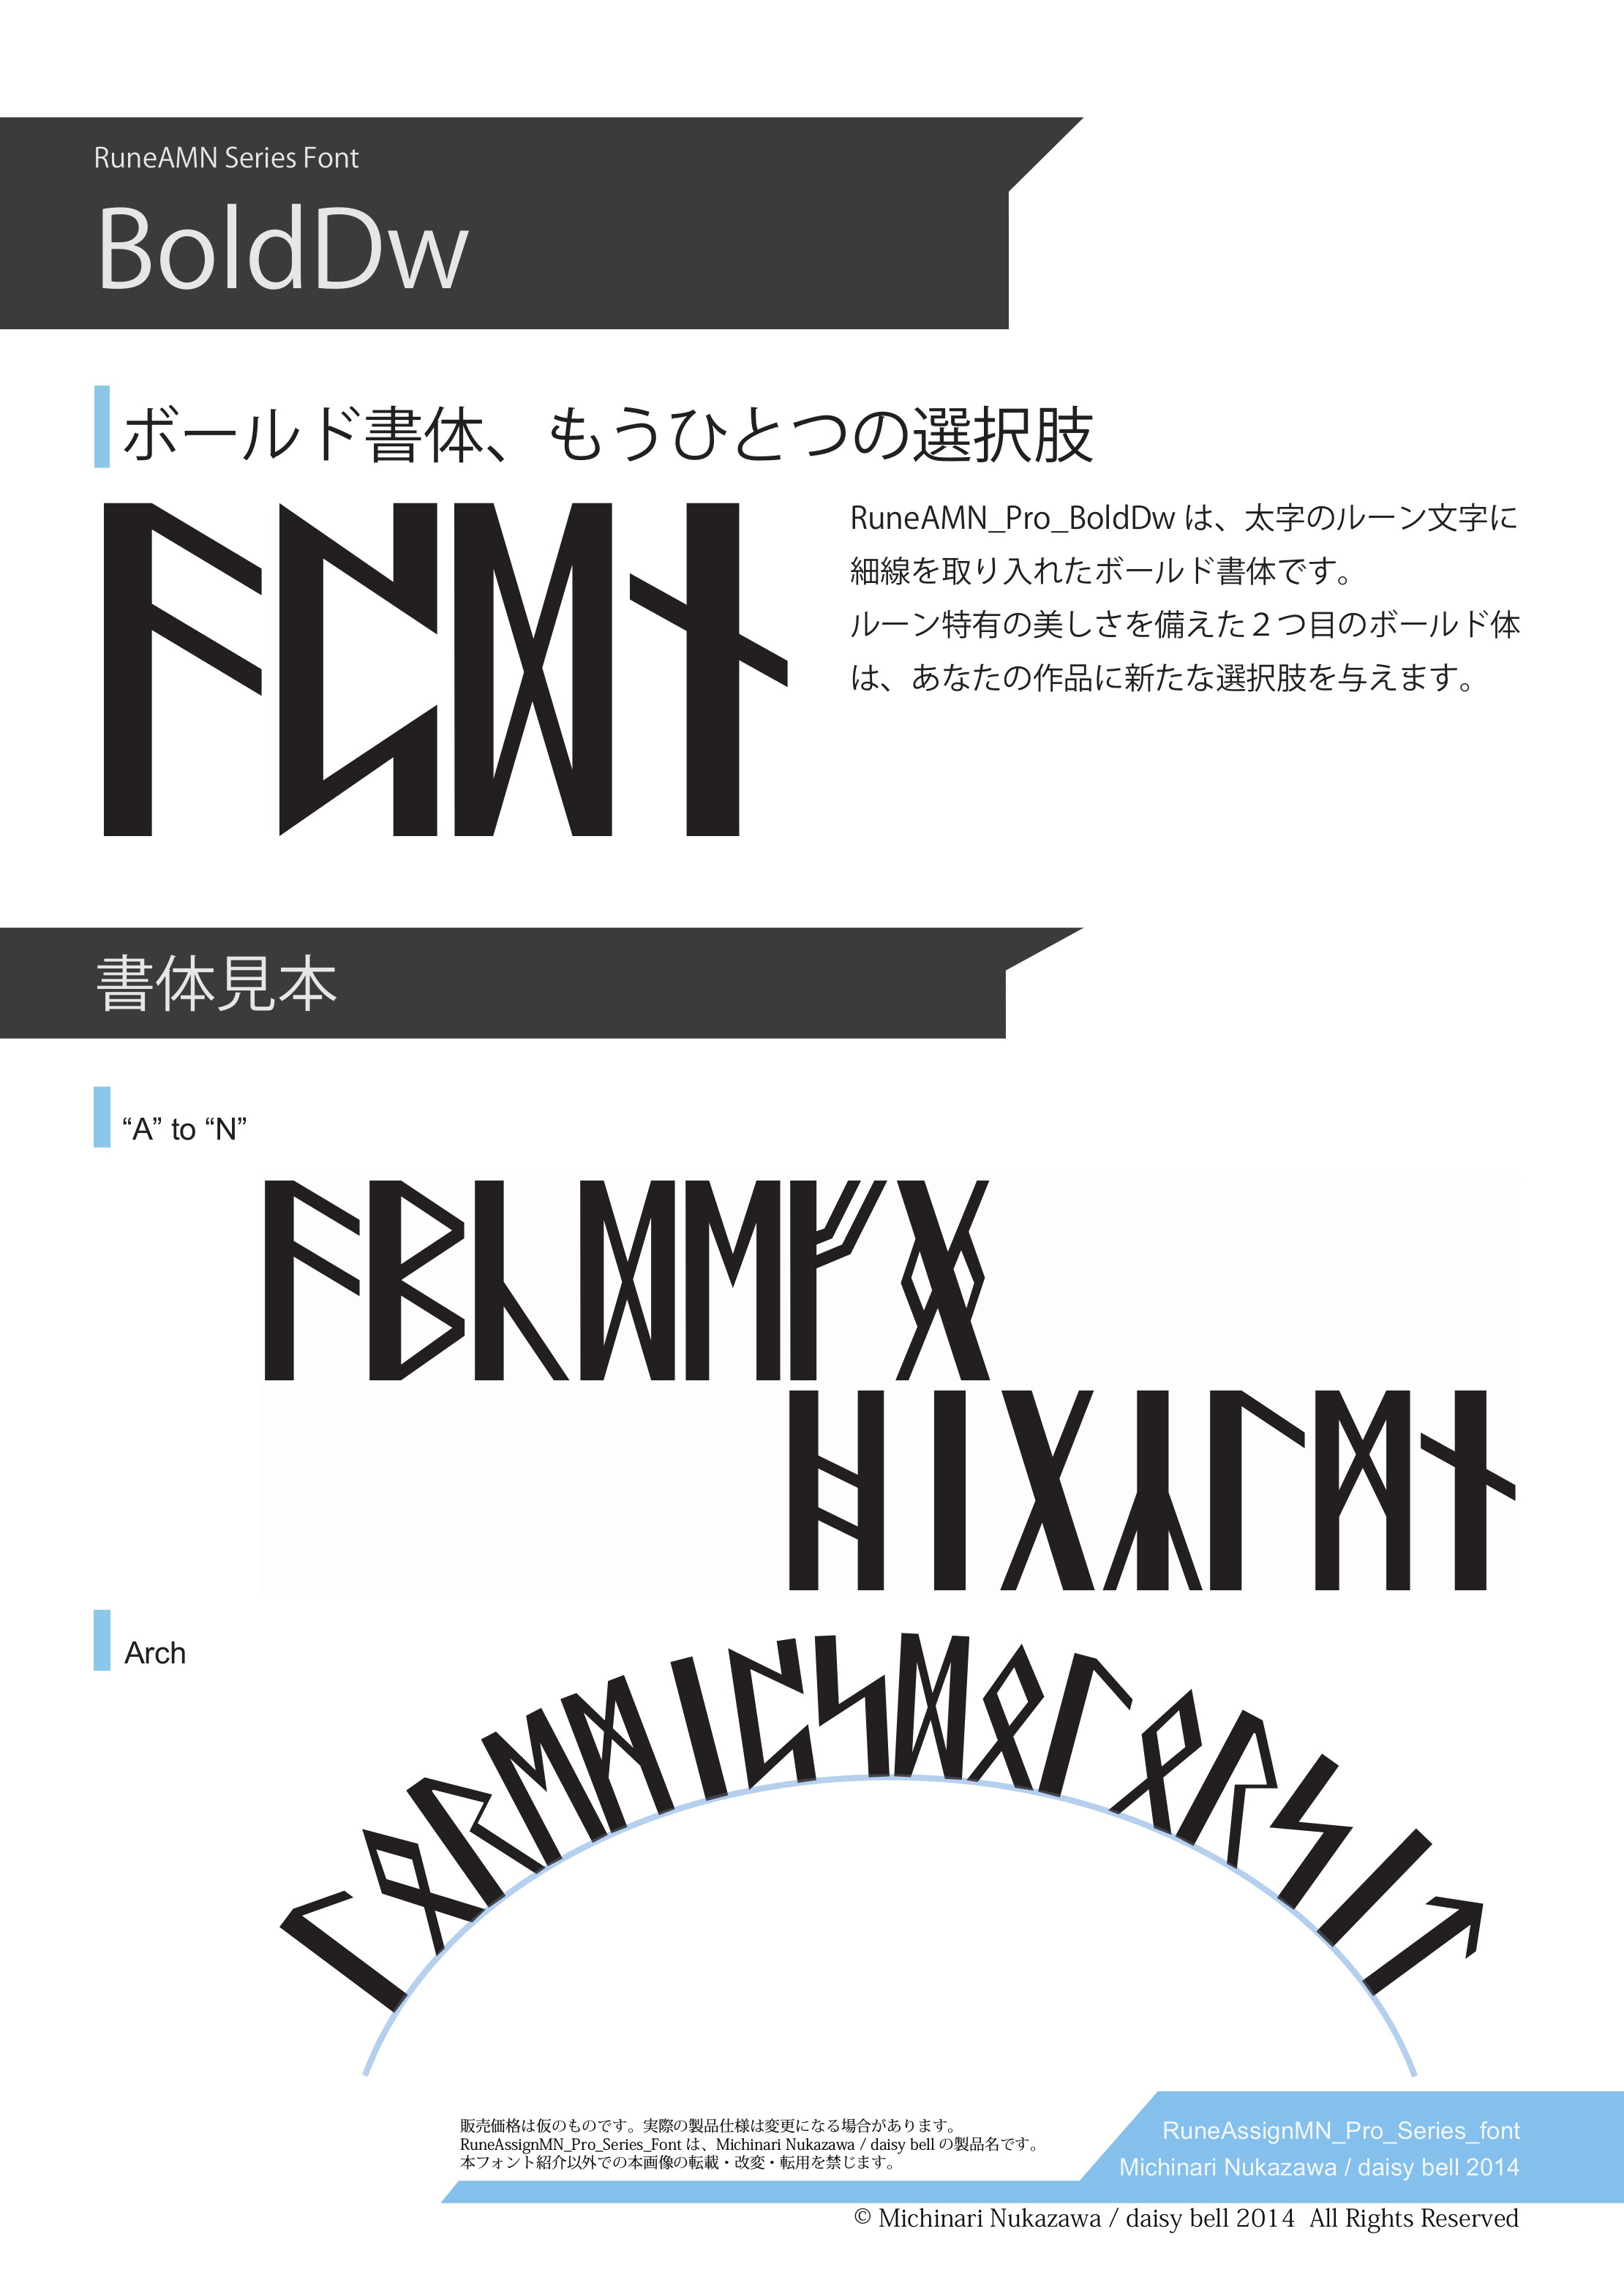 RuneAMN Series Font
BoldDw
ボールド書体、もうひとつの選択肢
ᚨᛈᛞᚾ
RuneAMN_Pro_BoldDw は、太字のルーン文字に
細線を取り入れたボールド書体です。
ルーン特有の美しさを備えた２つ目のボールド体
は、あなたの作品に新たな選択肢を与えます。
書体見本
“A” to “N”
ᚨᛒᚳᛞᛖᚠᛝ
ᚻᛁᚷᛣᛚᛗᚾ
Arch
ᛚᛟᚱᛖᛗᛁᛈᛋᛞᛟᛚᛟᚱᛋᛁᛏ
販売価格は仮のものです。実際の製品仕様は変更になる場合があります。
RuneAssignMN_Pro_Series_Font は、Michinari Nukazawa / daisy bell の製品名です。
本フォント紹介以外での本画像の転載・改変・転用を禁じます。
RuneAssignMN_Pro_Series_font
Michinari Nukazawa / daisy bell 2014
© Michinari Nukazawa / daisy bell 2014 All Rights Reserved